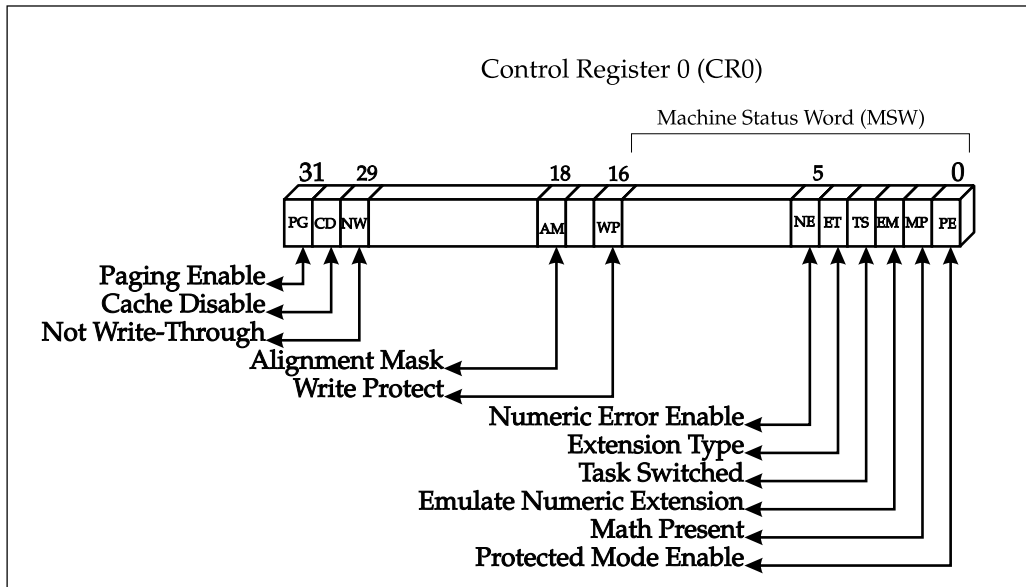 Control Register 0 (CR0)
Machine Status Word (MSW)
31 29 18 16 5 0
PG CD NW AM WP NE ET TS EM MP PE
Paging Enable
Cache Disable
Not Write-Through
Alignment Mask
Write Protect
Numeric Error Enable
Extension Type
Task Switched
Emulate Numeric Extension
Math Present
Protected Mode Enable